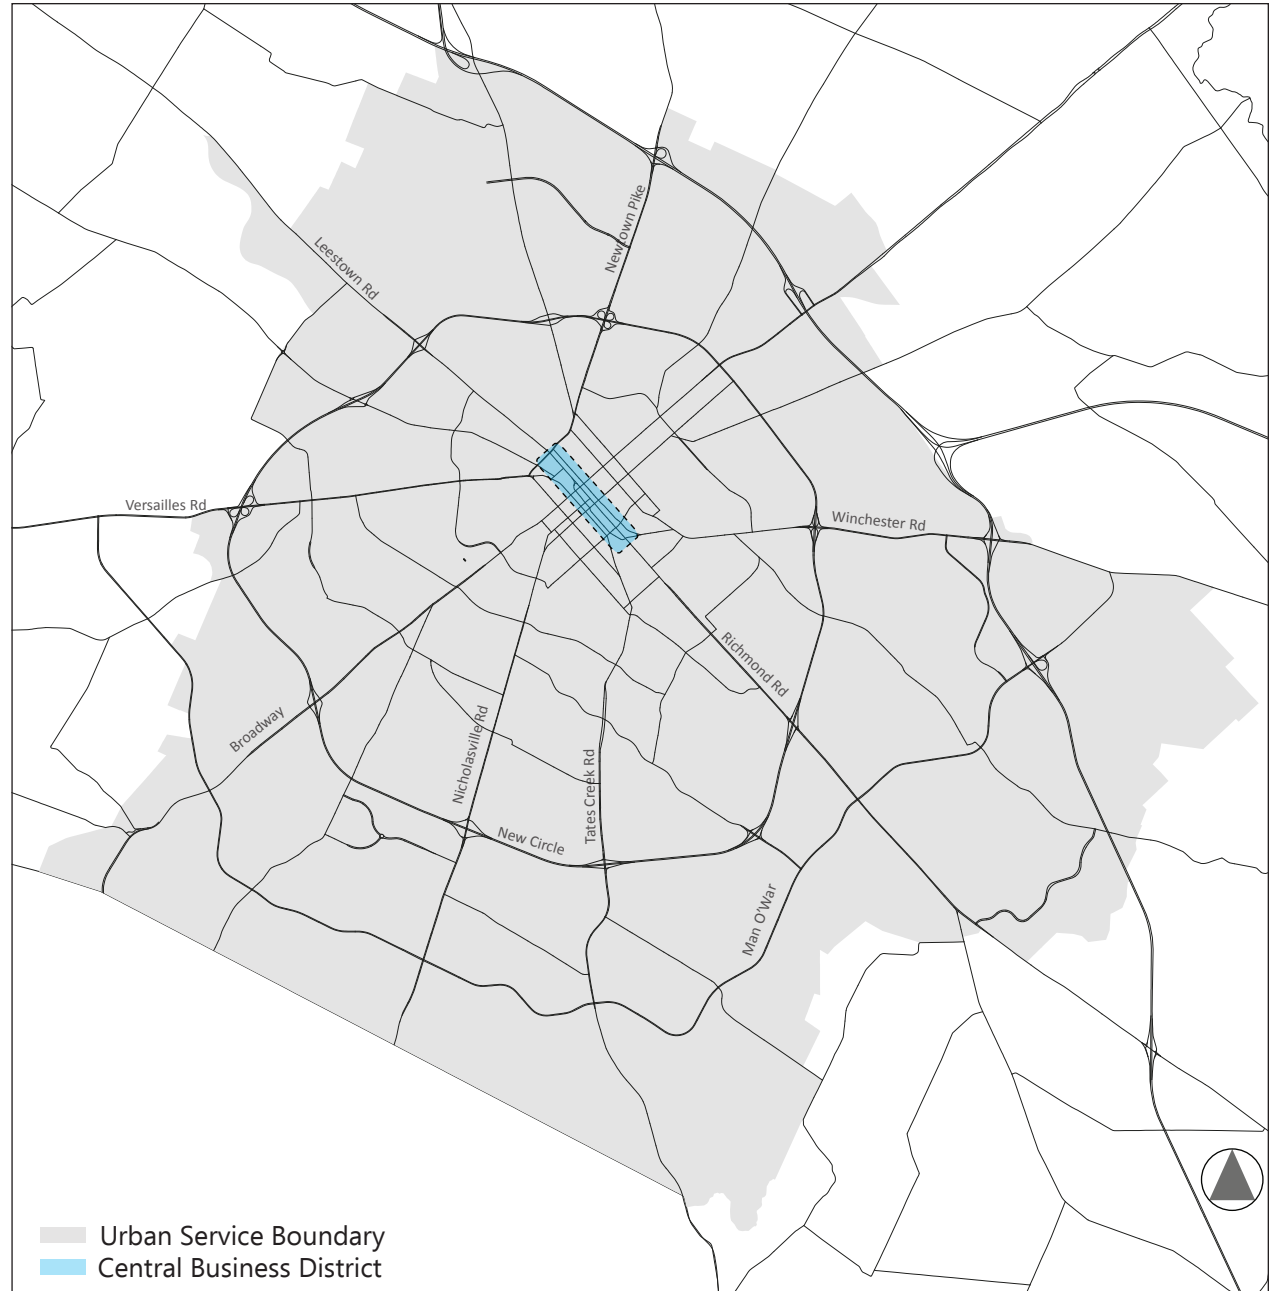 Newtown Pike
Leestown Rd
Versailles Rd
Winchester Rd
Richmond Rd
Broadway
Nicholasville Rd
Tates Creek Rd
New Circle
Man O'War
Urban Service Boundary
Central Business District